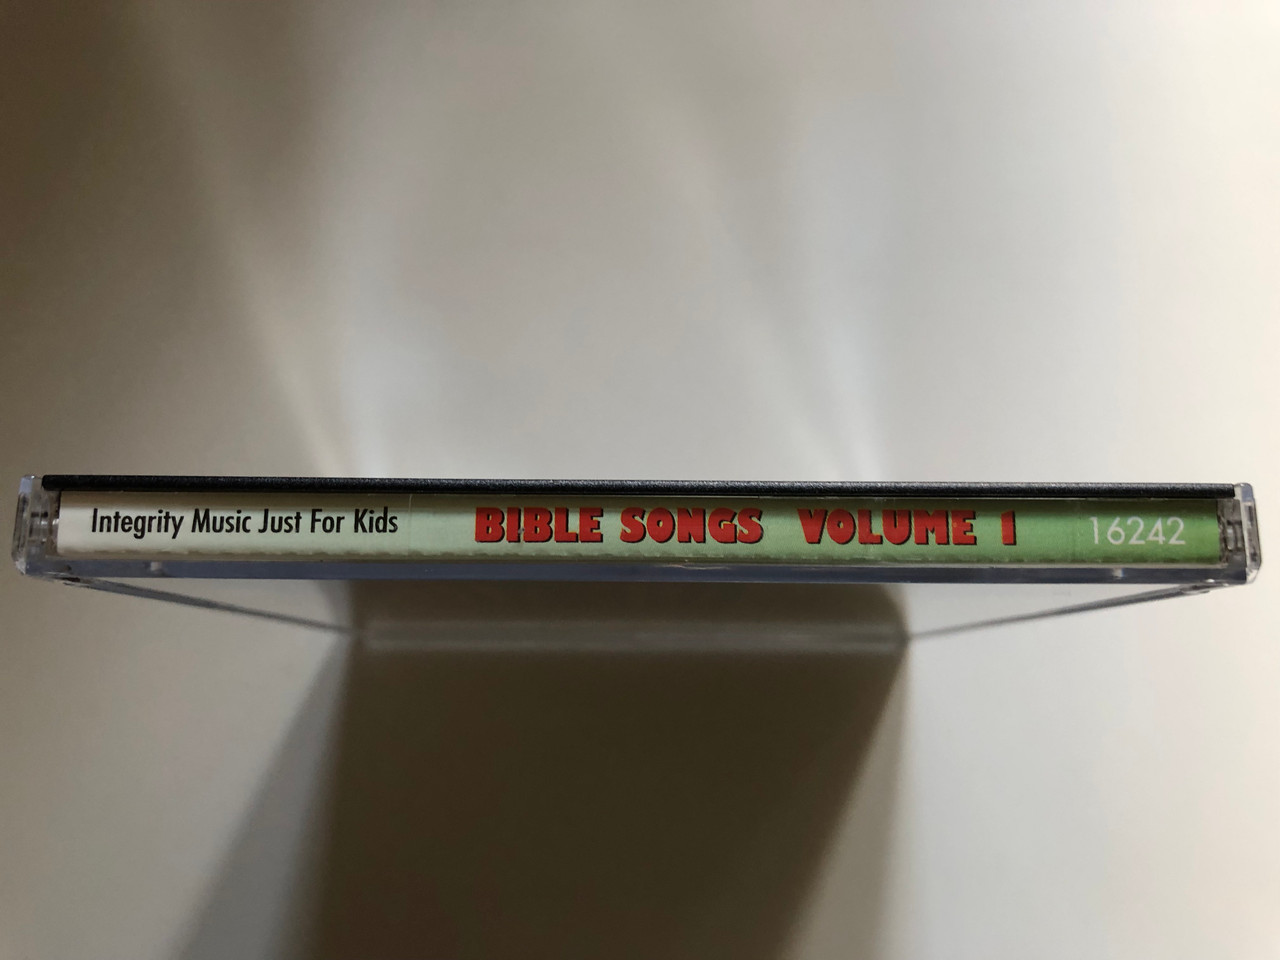 Integrity Music Just For Kids BIBLE SONGS VOLUME 1 16242